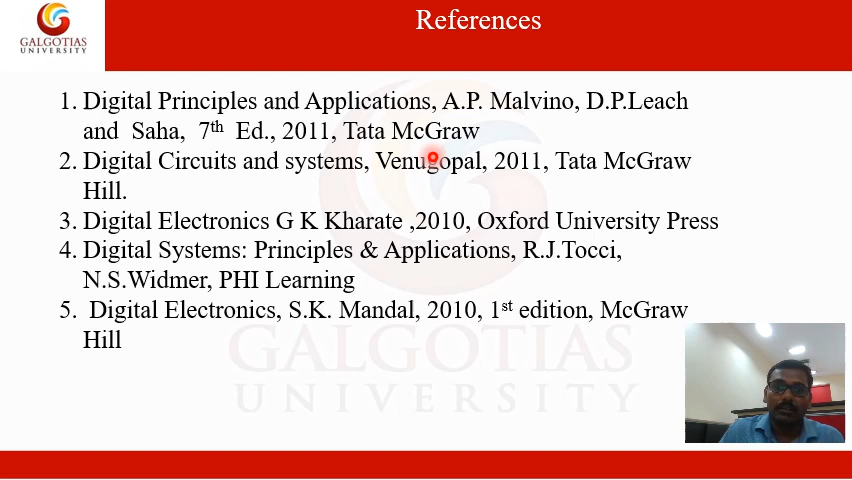 References
GALGOTIAS
UNIVERSITY
1. Digital Principles and Applications, A.P. Malvino, D.P.Leach
and Saha, 7th Ed., 2011, Tata McGraw
2. Digital Circuits and systems, Venugopal, 2011, Tata McGraw
Hill.
3. Digital Electronics G K Kharate ,2010, Oxford University Press
4. Digital Systems: Principles & Applications, R.J.Tocci,
N.S.Widmer, PHI Learning
5. Digital Electronics, S.K. Mandal, 2010, 1st edition, McGraw
Hill
GALGOTIAS
UNIVERSITY